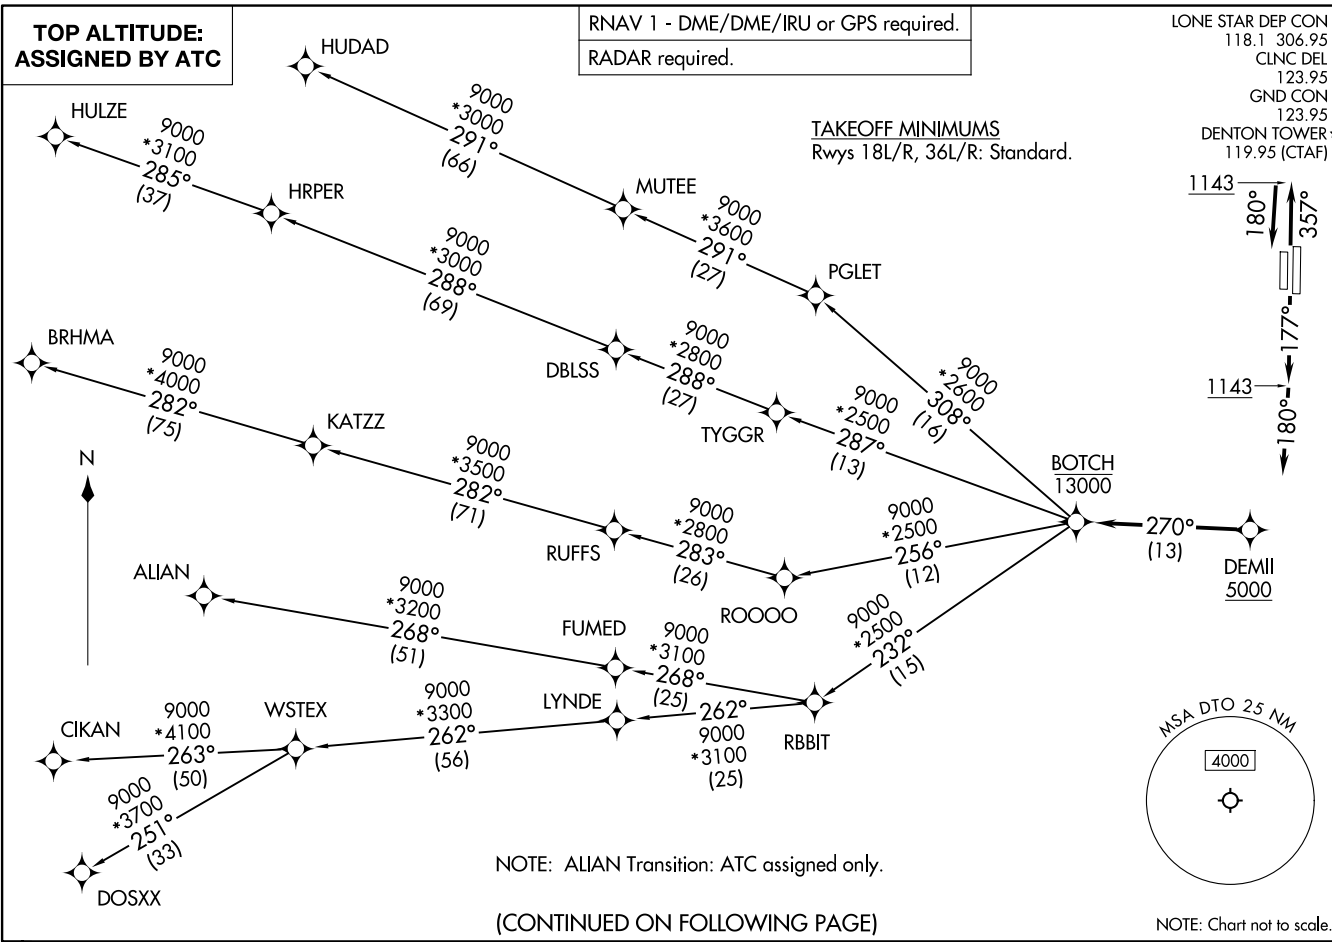 TOP ALTITUDE:
ASSIGNED BY ATC
RNAV 1 - DME/DME/IRU or GPS required.
RADAR required.
LONE STAR DEP CON
118.1 306.95
CLNC DEL
123.95
GND CON
123.95
DENTON TOWER*
119.95 (CTAF)
TAKEOFF MINIMUMS
Rwys 18L/R, 36L/R: Standard.
1143
180°
357°
177°
1143
180°
HUDAD
9000
*3000
291°
(66)
MUTEE
9000
*3600
291°
(27)
PGLET
9000
*2600
308°
(16)
HULZE
9000
*3100
285°
(37)
HRPER
9000
*3000
288°
(69)
DBLSS
9000
*2800
288°
(27)
TYGGR
9000
*2500
287°
(13)
BOTCH
13000
270°
(13)
DEMII
5000
BRHMA
9000
*4000
282°
(75)
KATZZ
9000
*3500
282°
(71)
RUFFS
9000
*2800
283°
(26)
ROOOO
9000
*2500
256°
(12)
N
ALIAN
9000
*3200
268°
(51)
FUMED
9000
*3100
268°
(25)
9000
*2500
232°
(15)
RBBIT
CIKAN
9000
*4100
263°
(50)
WSTEX
9000
*3300
262°
(56)
LYNDE
262°
9000
*3100
(25)
9000
*3700
251°
(33)
DOSXX
MSA DTO 25 NM
4000
NOTE: ALIAN Transition: ATC assigned only.
(CONTINUED ON FOLLOWING PAGE)
NOTE: Chart not to scale.